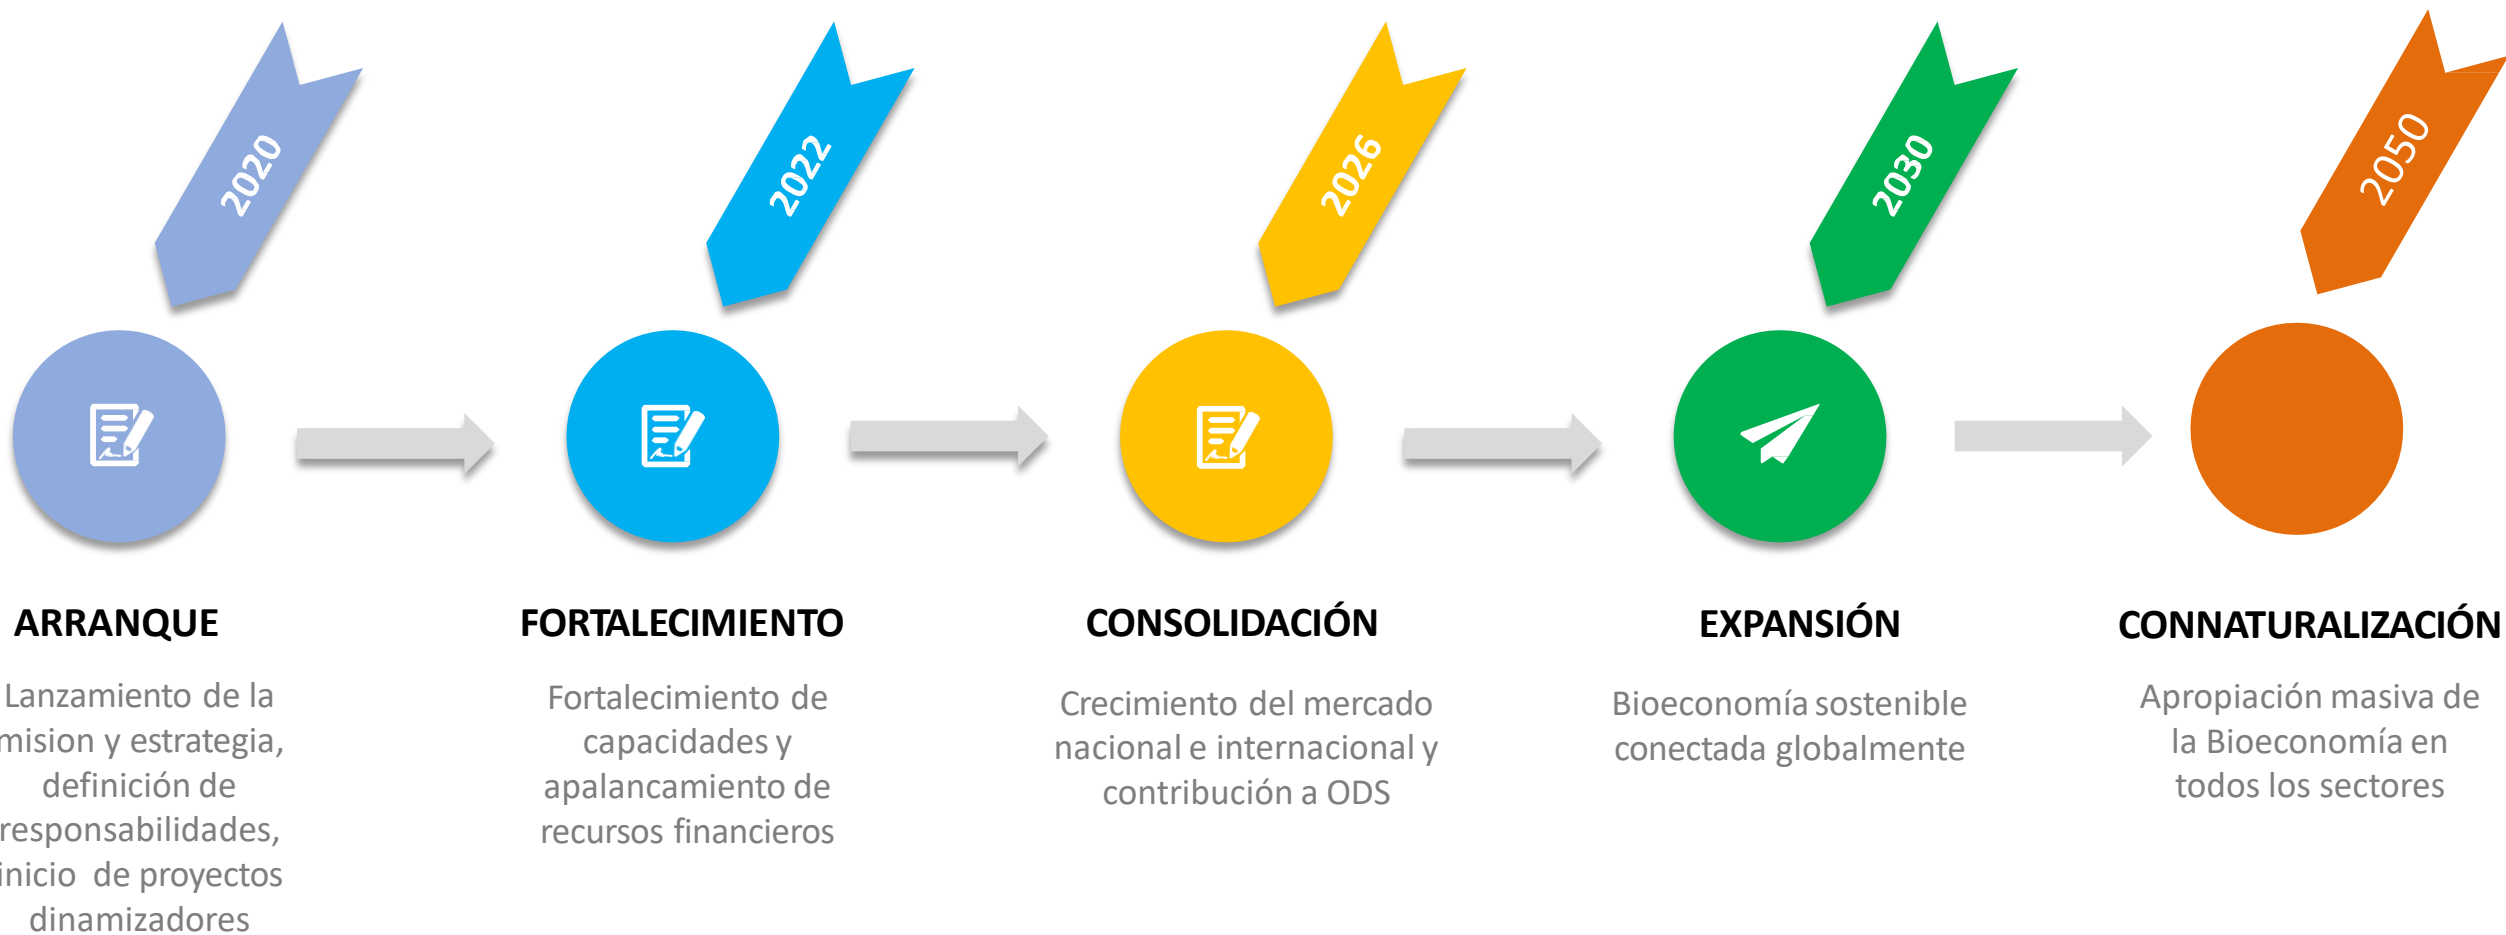 2020
2022
2026
2030
2050
ARRANQUE
Lanzamiento de la
mision y estrategia,
definición de
responsabilidades,
inicio de proyectos
dinamizadores
FORTALECIMIENTO
Fortalecimiento de
capacidades y
apalancamiento de
recursos financieros
CONSOLIDACIÓN
Crecimiento del mercado
nacional e internacional y
contribución a ODS
EXPANSIÓN
Bioeconomía sostenible
conectada globalmente
CONNATURALIZACIÓN
Apropiación masiva de
la Bioeconomía en
todos los sectores